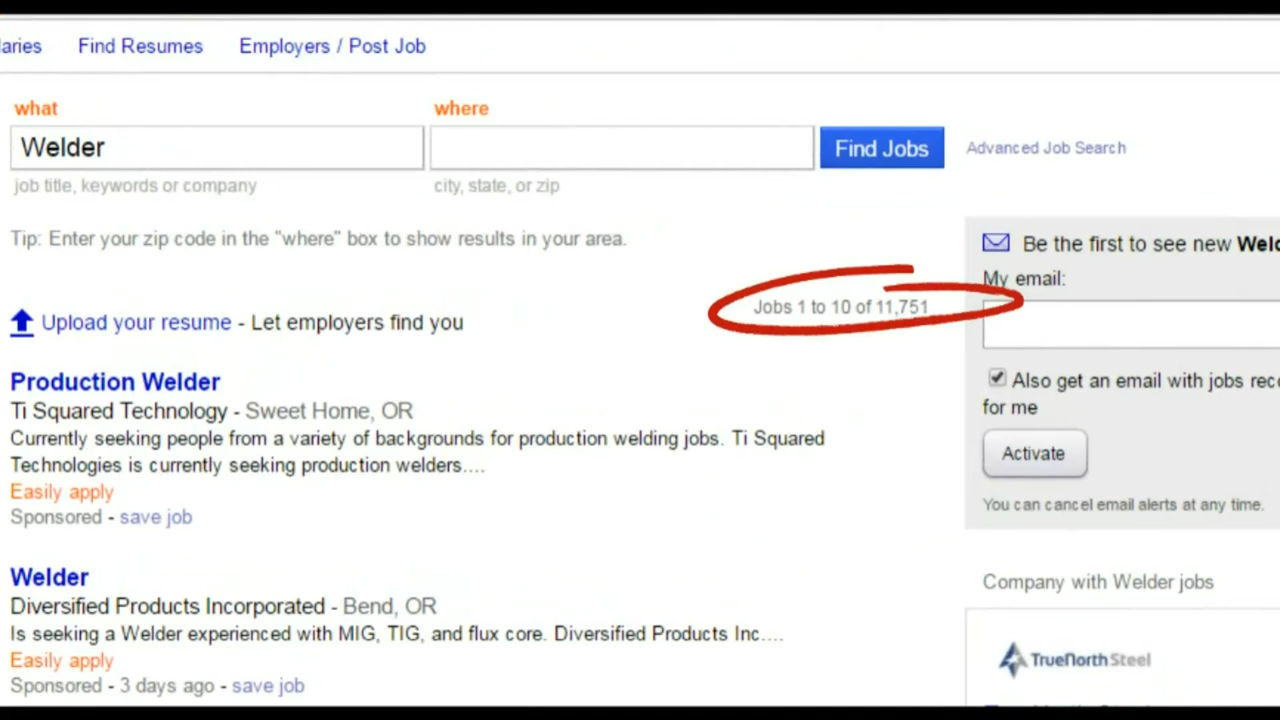 laries Find Resumes Employers / Post Job
what where
Welder Find Jobs Advanced Job Search
job title, keywords or company city, state, or zip
Tip: Enter your zip code in the "where" box to show results in your area.
Be the first to see new Weld
My email:
Jobs 1 to 10 of 11,751
Upload your resume - Let employers find you
Also get an email with jobs reco
for me
Activate
You can cancel email alerts at any time.
Production Welder
Ti Squared Technology - Sweet Home, OR
Currently seeking people from a variety of backgrounds for production welding jobs. Ti Squared
Technologies is currently seeking production welders....
Easily apply
Sponsored - save job
Welder
Diversified Products Incorporated - Bend, OR
Is seeking a Welder experienced with MIG, TIG, and flux core. Diversified Products Inc....
Easily apply
Sponsored - 3 days ago - save job
Company with Welder jobs
TrueNorth Steel